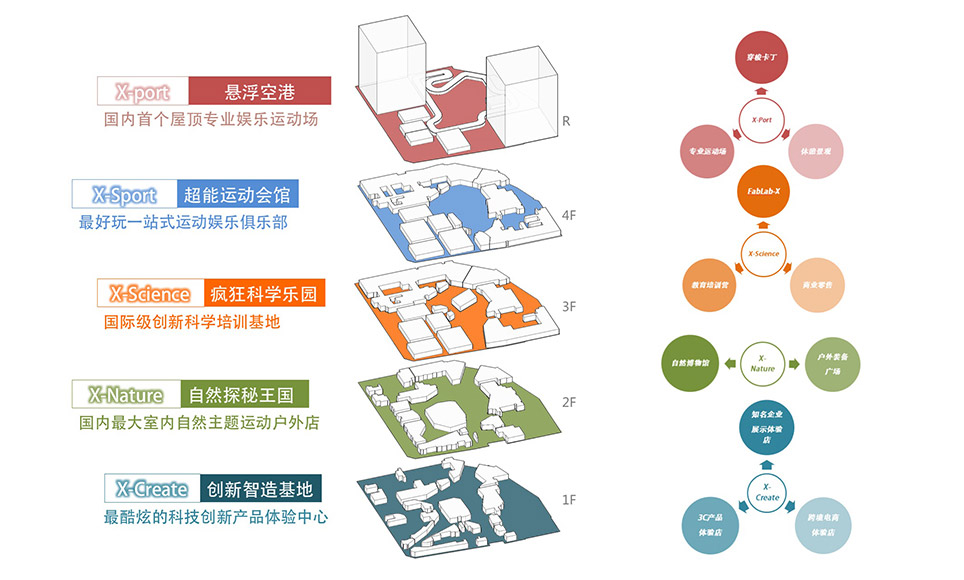 X-port 悬浮空港
国内首个屋顶专业娱乐运动场
R
X-Sport 超能运动会馆
最好玩一站式运动娱乐俱乐部
4F
X-Science 疯狂科学乐园
国际级创新科学培训基地
3F
X-Nature 自然探秘王国
国内最大室内自然主题运动户外店
2F
X-Create 创新智造基地
最酷炫的科技创新产品体验中心
1F
穿梭卡丁
X-Port
专业运动场
体能景观
FabLab-X
X-Science
教育培训营
商业零售
自然博物馆
X-
Nature
户外装备
广场
知名企业
展示体验
店
X-
Create
3C产品
体验店
跨境电商
体验店